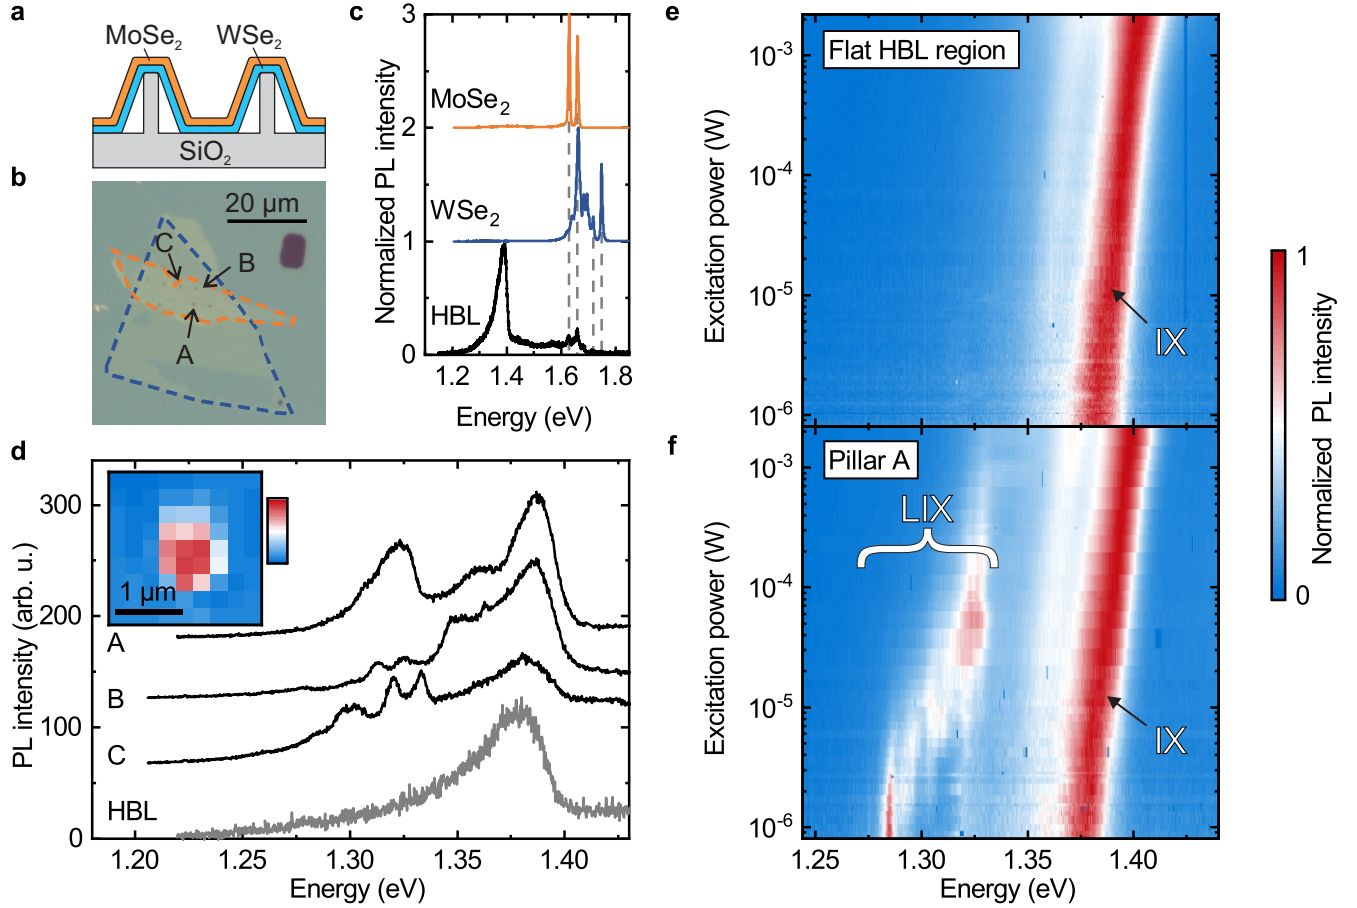 a
MoSe2 WSe2
SiO2
b
20 µm
C
B
A
c
3
2
1
0
Normalized PL intensity
MoSe2
WSe2
HBL
1.2 1.4 1.6 1.8
Energy (eV)
d
300
200
100
0
PL intensity (arb. u.)
1 µm
A
B
C
HBL
1.20 1.25 1.30 1.35 1.40
Energy (eV)
e
Flat HBL region
10-3
10-4
10-5
10-6
Excitation power (W)
IX
f
Pillar A
LIX
10-3
10-4
10-5
10-6
Excitation power (W)
IX
1.25 1.30 1.35 1.40
Energy (eV)
1
0
Normalized PL intensity